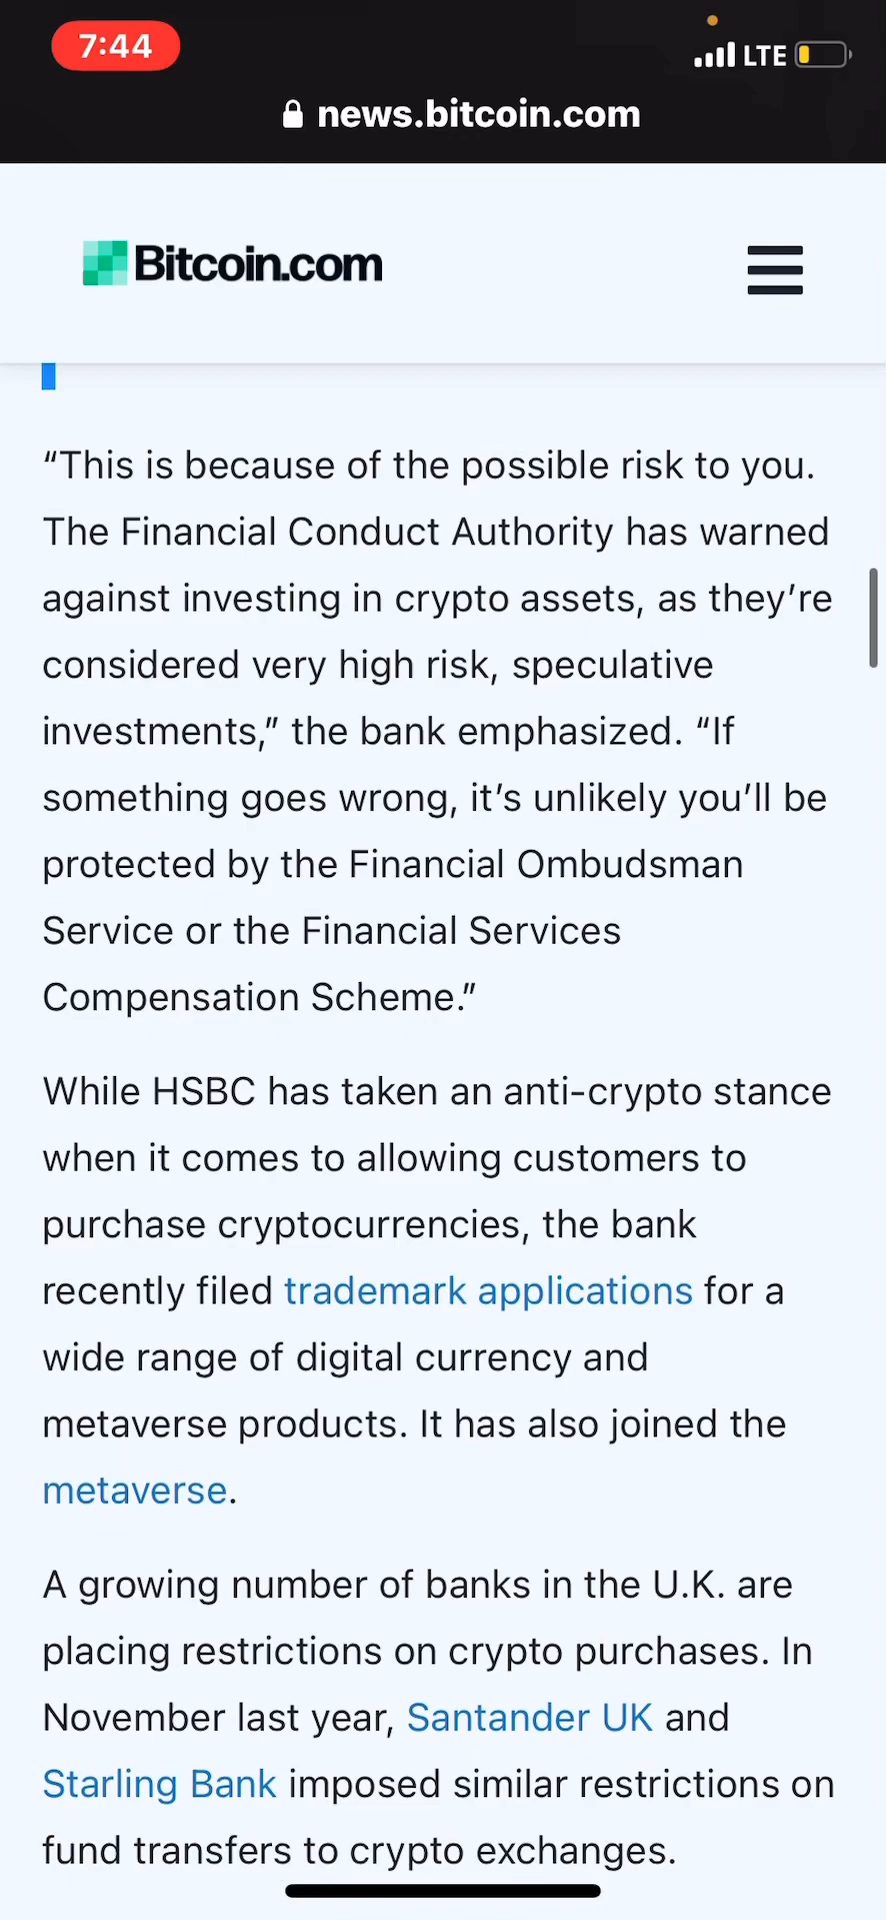 7:44
LTE
news.bitcoin.com
Bitcoin.com
“This is because of the possible risk to you.
The Financial Conduct Authority has warned
against investing in crypto assets, as they’re
considered very high risk, speculative
investments,” the bank emphasized. “If
something goes wrong, it’s unlikely you’ll be
protected by the Financial Ombudsman
Service or the Financial Services
Compensation Scheme.”
While HSBC has taken an anti-crypto stance
when it comes to allowing customers to
purchase cryptocurrencies, the bank
recently filed trademark applications for a
wide range of digital currency and
metaverse products. It has also joined the
metaverse.
A growing number of banks in the U.K. are
placing restrictions on crypto purchases. In
November last year, Santander UK and
Starling Bank imposed similar restrictions on
fund transfers to crypto exchanges.